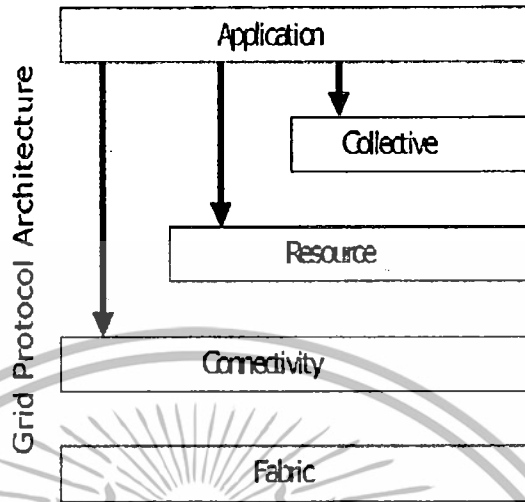 Grid Protocol Architecture
Application
Collective
Resource
Connectivity
Fabric